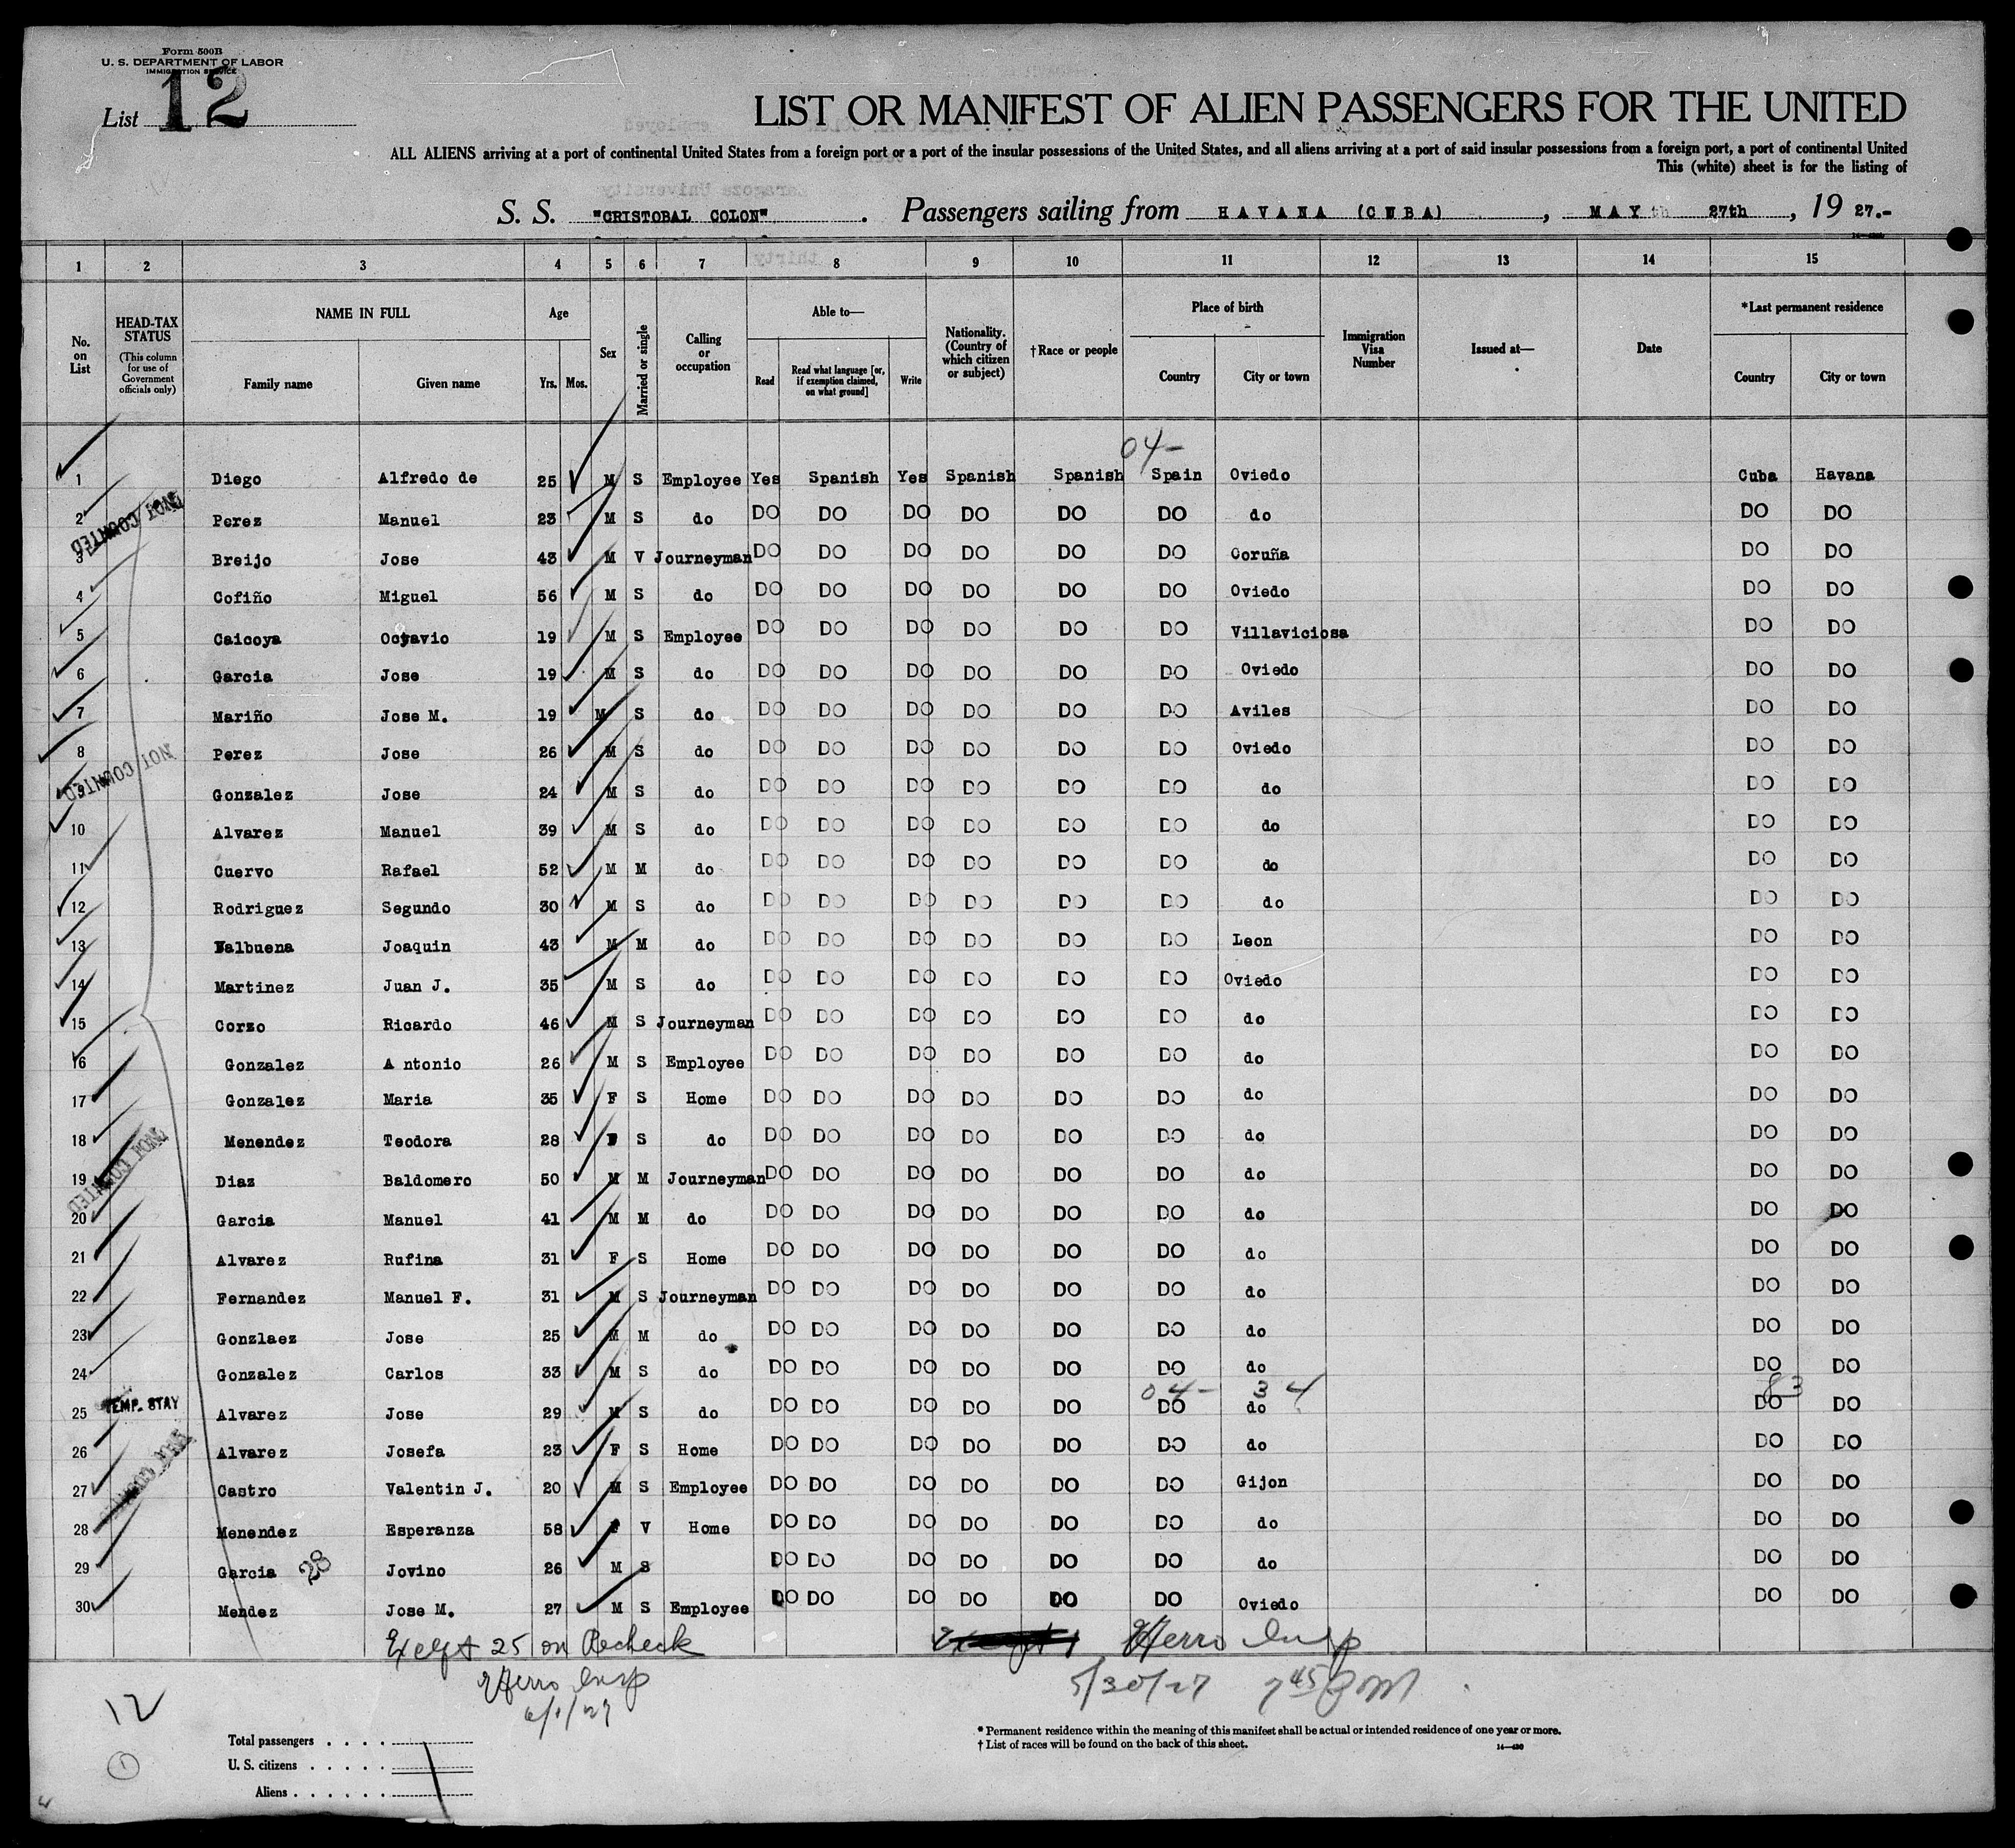 Form 500B
U. S. DEPARTMENT OF LABOR
IMMIGRATION SERVICE
List 12
LIST OR MANIFEST OF ALIEN PASSENGERS FOR THE UNITED
ALL ALIENS arriving at a port of continental United States from a foreign port or a port of the insular possessions of the United States, and all aliens arriving at a port of said insular possessions from a foreign port, a port of continental United
This (white) sheet is for the listing of
S. S. "CRISTOBAL COLON". Passengers sailing from HAVANA (CWBA), MAY 27th, 19 27.-
1 2 3 4 5 6 7 8 9 10 11 12 13 14 15
No. on List
HEAD-TAX STATUS (This column for use of Government officials only)
NAME IN FULL
Family name Given name
Age
Yrs. Mos.
Sex
Married or single
Calling or occupation
Able to—
Read Read what language [or, if exemption claimed, on what ground] Write
Nationality. (Country of which citizen or subject)
†Race or people
Place of birth
Country City or town
Immigration Visa Number
Issued at—
Date
*Last permanent residence
Country City or town
04-
1 Diego Alfredo de 25 M S Employee Yes Spanish Yes Spanish Spanish Spain Oviedo Cuba Havana
NOT COUNTED
2 Perez Manuel 23 M S do DO DO DO DO DO DO do DO DO
3 Breijo Jose 43 M V Journeyman DO DO DO DO DO DO Coruña DO DO
4 Cofiño Miguel 56 M S do DO DO DO DO DO DO Oviedo DO DO
5 Caicoya Octavio 19 M S Employee DO DO DO DO DO DO Villaviciosa DO DO
6 Garcia Jose 19 M S do DO DO DO DO DO DO Oviedo DO DO
7 Mariño Jose M. 19 M S do DO DO DO DO DO DO Aviles DO DO
8 Perez Jose 26 M S do DO DO DO DO DO DO Oviedo DO DO
NOT COUNTED
9 Gonzalez Jose 24 M S do DO DO DO DO DO DO do DO DO
10 Alvarez Manuel 39 M S do DO DO DO DO DO DO do DO DO
11 Cuervo Rafael 52 M M do DO DO DO DO DO DO do DO DO
12 Rodriguez Segundo 30 M S do DO DO DO DO DO DO do DO DO
13 Valbuena Joaquin 43 M M do DO DO DO DO DO DO Leon DO DO
14 Martinez Juan J. 35 M S do DO DO DO DO DO DO Oviedo DO DO
15 Corzo Ricardo 46 M S Journeyman DO DO DO DO DO DO do DO DO
16 Gonzalez A ntonio 26 M S Employee DO DO DO DO DO DO do DO DO
17 Gonzalez Maria 35 F S Home DO DO DO DO DO DO do DO DO
18 Menendez Teodora 28 F S do DO DO DO DO DO DO do DO DO
NOT COUNTED
19 Diaz Baldomero 50 M M Journeyman DO DO DO DO DO DO do DO DO
20 Garcia Manuel 41 M M do DO DO DO DO DO DO do DO DO
21 Alvarez Rufina 31 F S Home DO DO DO DO DO DO do DO DO
22 Fernandez Manuel F. 31 M S Journeyman DO DO DO DO DO DO do DO DO
23 Gonzlaez Jose 25 M M do DO DO DO DO DO DO do DO DO
24 Gonzalez Carlos 33 M S do DO DO DO DO DO DO do DO DO
04- 34 83
25 TEMP. STAY Alvarez Jose 29 M S do DO DO DO DO DO DO do DO DO
26 Alvarez Josefa 23 F S Home DO DO DO DO DO DO do DO DO
27 Castro Valentin J. 20 M S Employee DO DO DO DO DO DO Gijon DO DO
28 Menendez Esperanza 58 F V Home DO DO DO DO DO DO do DO DO
29 Garcia 28 Jovino 26 M S DO DO DO DO DO DO do DO DO
30 Mendez Jose M. 27 M S Employee DO DO DO DO DO DO Oviedo DO DO
Except 25 on Recheck
Insp
6/1/27
Insp
5/30/27 7 45 PM
12
1
Total passengers
U. S. citizens
Aliens
* Permanent residence within the meaning of this manifest shall be actual or intended residence of one year or more.
† List of races will be found on the back of this sheet.